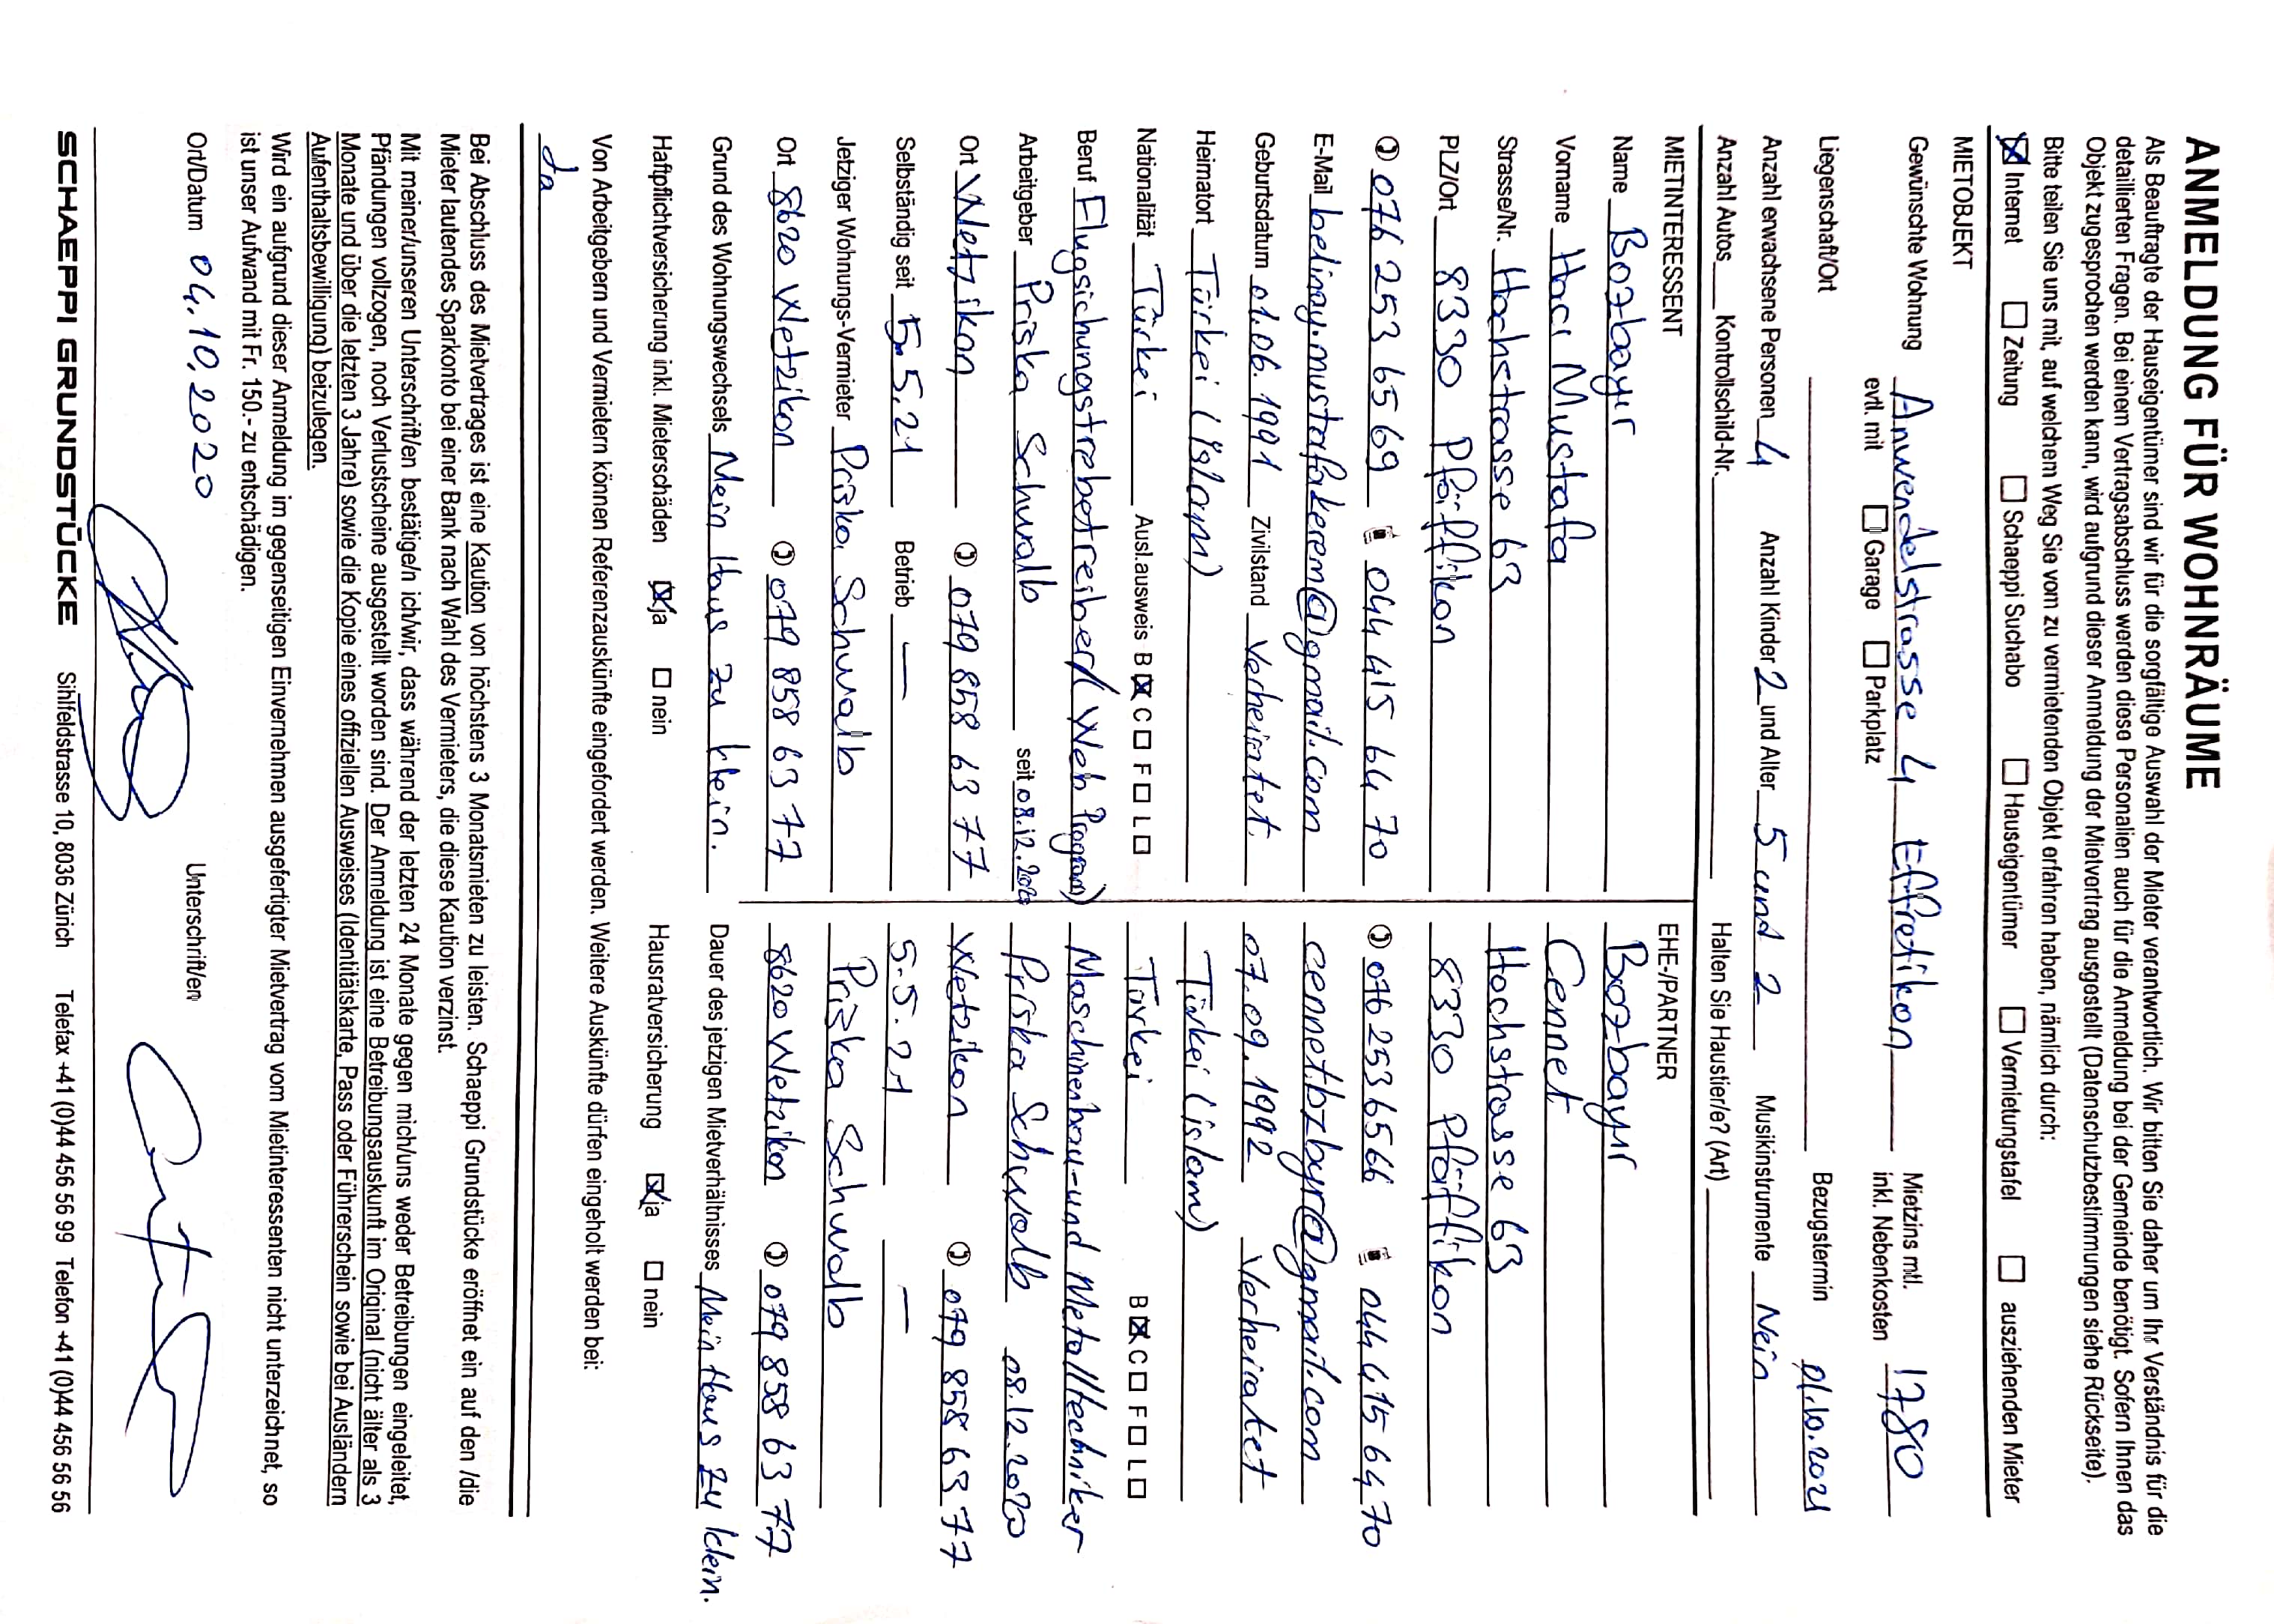 ANMELDUNG FÜR WOHNRÄUME
Als Beauftragte der Hauseigentümer sind wir für die sorgfältige Auswahl der Mieter verantwortlich. Wir bitten Sie daher um Ihr Verständnis für die
detaillierten Fragen. Bei einem Vertragsabschluss werden diese Personalien auch für die Anmeldung bei der Gemeinde benötigt. Sofern Ihnen das
Objekt zugesprochen werden kann, wird aufgrund dieser Anmeldung der Mietvertrag ausgestellt (Datenschutzbestimmungen siehe Rückseite).
Bitte teilen Sie uns mit, auf welchem Weg Sie vom zu vermietenden Objekt erfahren haben, nämlich durch:
☒ Internet ☐ Zeitung ☐ Schaeppi Suchabo ☐ Hauseigentümer ☐ Vermietungstafel ☐ ausziehenden Mieter
MIETOBJEKT
Gewünschte Wohnung Anwendelstrasse 4 Effretikon Mietzins mtl. 1780
evtl. mit ☐ Garage ☐ Parkplatz inkl. Nebenkosten
Liegenschaft/Ort Bezugstermin 01.10.2021
Anzahl erwachsene Personen 4 Anzahl Kinder 2 und Alter 5 und 2 Musikinstrumente Nein
Anzahl Autos Kontrollschild-Nr. Halten Sie Haustier/e? (Art)
MIETINTERESSENT EHE-/PARTNER
Name Bozbayır Bozbayır
Vorname Hacı Mustafa Cennet
Strasse/Nr. Hochstrasse 63 Hochstrasse 63
PLZ/Ort 8330 Pfäffikon 8330 Pfäffikon
076 253 65 69 044 415 64 70 076 253 65 66 044 415 64 70
E-Mail belinay.mustafakerem@gmail.com cennet.bzbyr@gmail.com
Geburtsdatum 01.06.1991 Zivilstand Verheiratet. 07.09.1992 Verheiratet
Heimatort Türkei (islam) Türkei (islam)
Nationalität Türkei Ausl.ausweis B ☒ C ☐ F ☐ L ☐ Türkei B ☒ C ☐ F ☐ L ☐
Beruf Flugsichungstrebetreiber/(Web Program) Maschinenbau-und Metalltechniker
Arbeitgeber Priska Schwalb seit 08.12.2020 Priska Schwalb 08.12.2020
Ort Wetzikon 079 858 63 77 Wetzikon 079 858 63 77
Selbständig seit 5.5.21 Betrieb — 5.5.21 —
Jetziger Wohnungs-Vermieter Priska Schwalb Priska Schwalb
Ort 8620 Wetzikon 079 858 63 77 8620 Wetzikon 079 858 63 77
Grund des Wohnungswechsels Mein Haus zu klein. Dauer des jetzigen Mietverhältnisses Mein Haus zu klein.
Haftpflichtversicherung inkl. Mieterschäden ☒ ja ☐ nein Hausratversicherung ☒ ja ☐ nein
Von Arbeitgebern und Vermietern können Referenzauskünfte eingefordert werden. Weitere Auskünfte dürfen eingeholt werden bei:
Ja
Bei Abschluss des Mietvertrages ist eine Kaution von höchstens 3 Monatsmieten zu leisten. Schaeppi Grundstücke eröffnet ein auf den /die
Mieter lautendes Sparkonto bei einer Bank nach Wahl des Vermieters, die diese Kaution verzinst.
Mit meiner/unseren Unterschrift/en bestätige/n ich/wir, dass während der letzten 24 Monate gegen mich/uns weder Betreibungen eingeleitet,
Pfändungen vollzogen, noch Verlustscheine ausgestellt worden sind. Der Anmeldung ist eine Betreibungsauskunft im Original (nicht älter als 3
Monate und über die letzten 3 Jahre) sowie die Kopie eines offiziellen Ausweises (Identitätskarte, Pass oder Führerschein sowie bei Ausländern
Aufenthaltsbewilligung) beizulegen.
Wird ein aufgrund dieser Anmeldung im gegenseitigen Einvernehmen ausgefertigter Mietvertrag vom Mietinteressenten nicht unterzeichnet, so
ist unser Aufwand mit Fr. 150.- zu entschädigen.
Ort/Datum 04.10.2020 Unterschrift/en
SCHAEPPI GRUNDSTÜCKE Sihlfeldstrasse 10, 8036 Zürich Telefax +41 (0)44 456 56 99 Telefon +41 (0)44 456 56 56